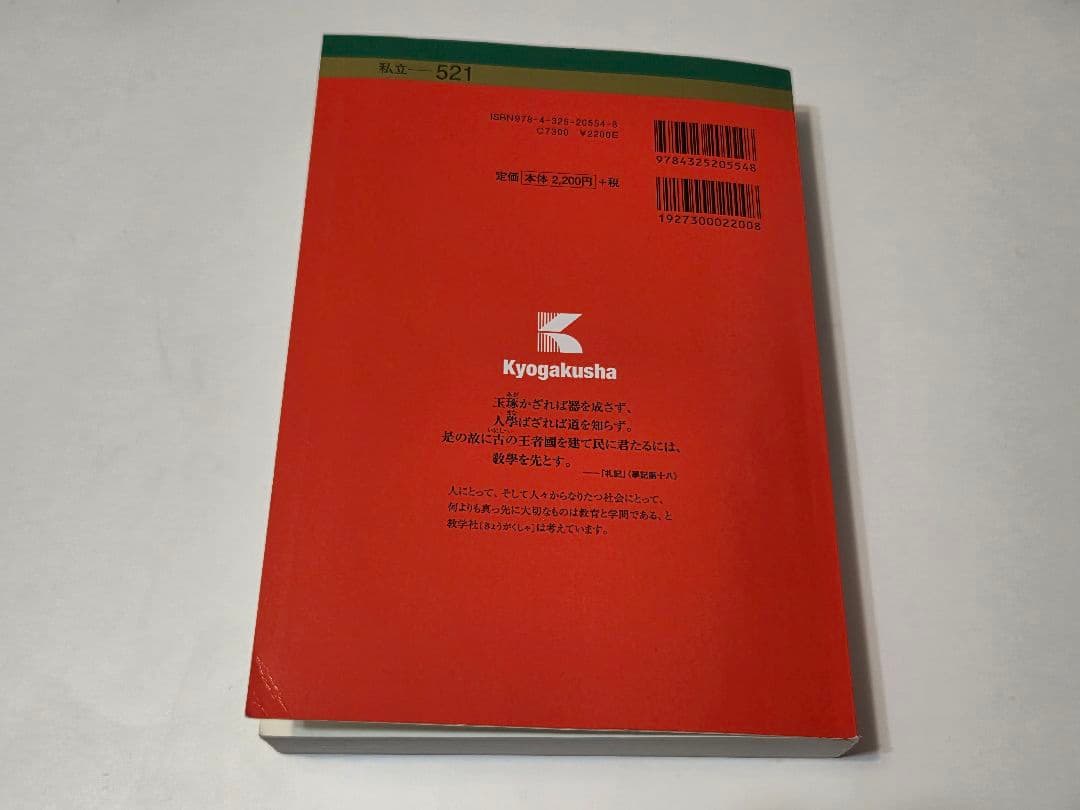 私立── 521
ISBN978-4-325-20554-8
C7300 ¥2200E
定価 本体 2,200円 +税
9784325205548
1927300022008
Kyogakusha
玉琢かざれば器を成さず、
人學ばざれば道を知らず。
是の故に古の王者國を建て民に君たるには、
敎學を先とす。
──『礼記』《學記第十八》
人にとって、そして人々からなりたつ社会にとって、
何よりも真っ先に大切なものは教育と学問である、と
教学社［きょうがくしゃ］は考えています。